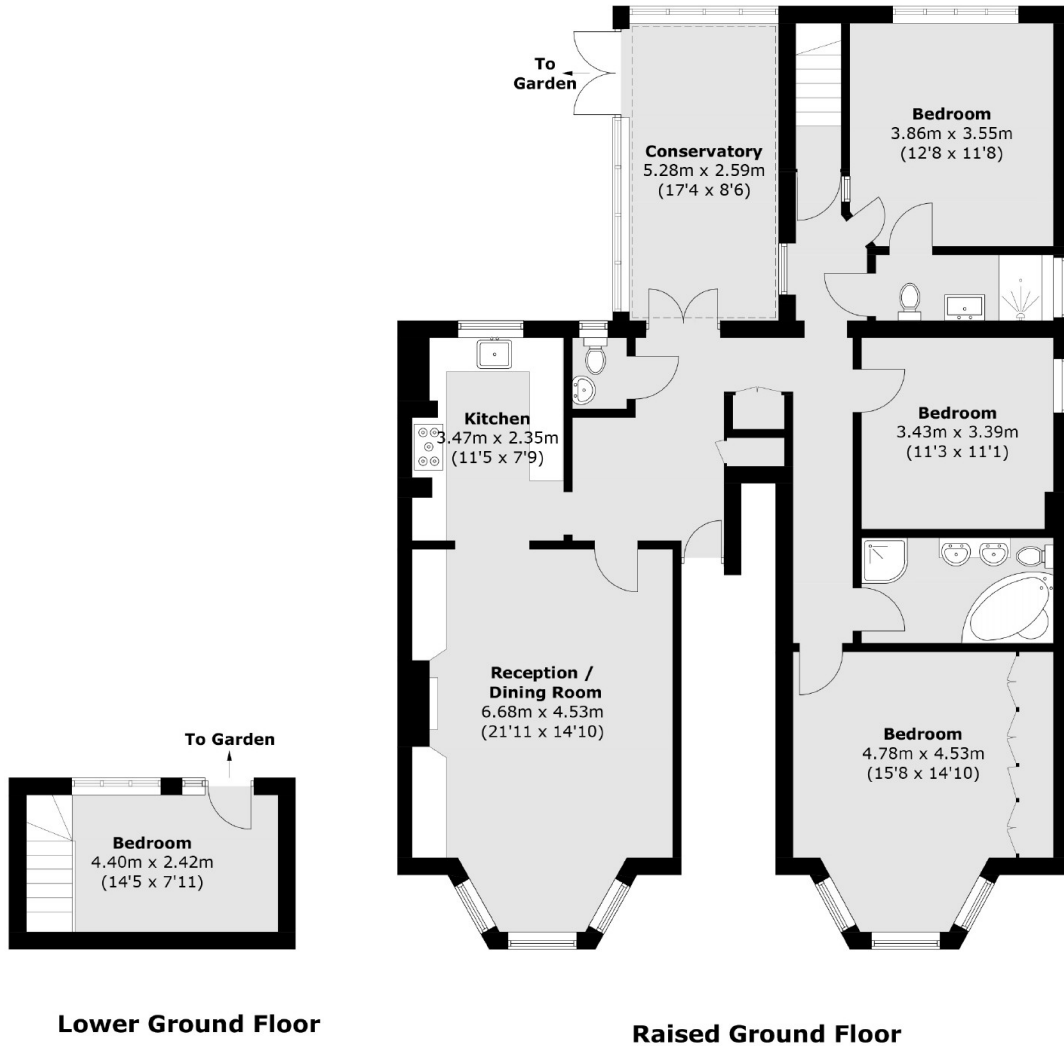 To
Garden
Conservatory
5.28m x 2.59m
(17'4 x 8'6)
Bedroom
3.86m x 3.55m
(12'8 x 11'8)
Kitchen
3.47m x 2.35m
(11'5 x 7'9)
Bedroom
3.43m x 3.39m
(11'3 x 11'1)
Reception /
Dining Room
6.68m x 4.53m
(21'11 x 14'10)
Bedroom
4.78m x 4.53m
(15'8 x 14'10)
To Garden
Bedroom
4.40m x 2.42m
(14'5 x 7'11)
Lower Ground Floor
Raised Ground Floor